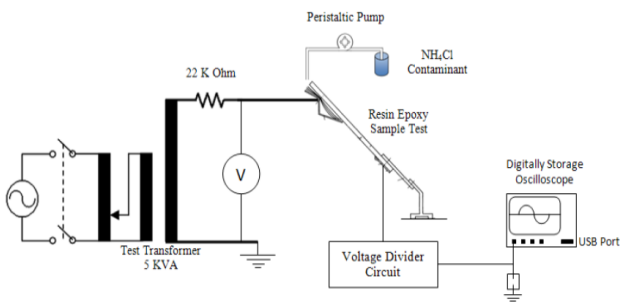 Peristaltic Pump
NH4Cl
Contaminant
22 K Ohm
Resin Epoxy
Sample Test
V
Digitally Storage
Oscilloscope
USB Port
Test Transformer
5 KVA
Voltage Divider
Circuit